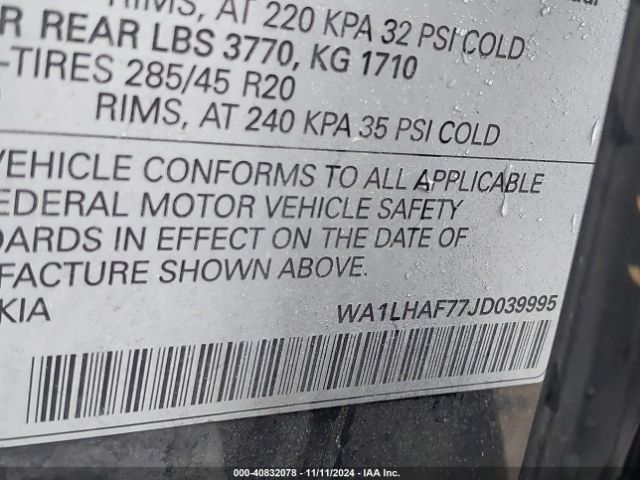 RIMS, AT 220 KPA 32 PSI COLD
R REAR LBS 3770, KG 1710
-TIRES 285/45 R20
RIMS, AT 240 KPA 35 PSI COLD
VEHICLE CONFORMS TO ALL APPLICABLE
EDERAL MOTOR VEHICLE SAFETY
DARDS IN EFFECT ON THE DATE OF
FACTURE SHOWN ABOVE.
KIA
WA1LHAF77JD039995
000-40832078 - 11/11/2024 - IAA Inc.